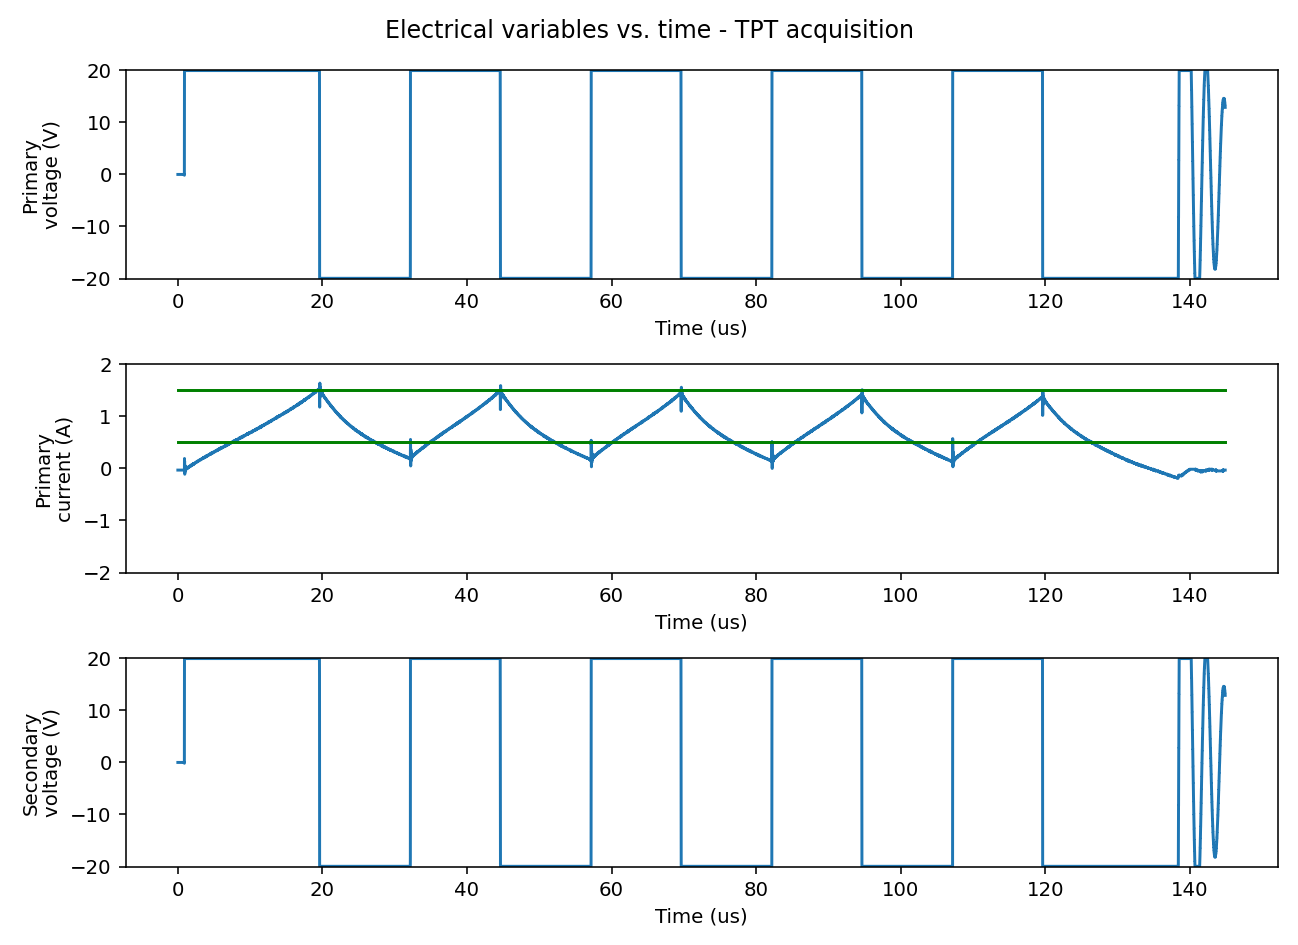 Electrical variables vs. time - TPT acquisition
20
10
0
−10
−20
Primary
voltage (V)
0 20 40 60 80 100 120 140
Time (us)
2
1
0
−1
−2
Primary
current (A)
0 20 40 60 80 100 120 140
Time (us)
20
10
0
−10
−20
Secondary
voltage (V)
0 20 40 60 80 100 120 140
Time (us)